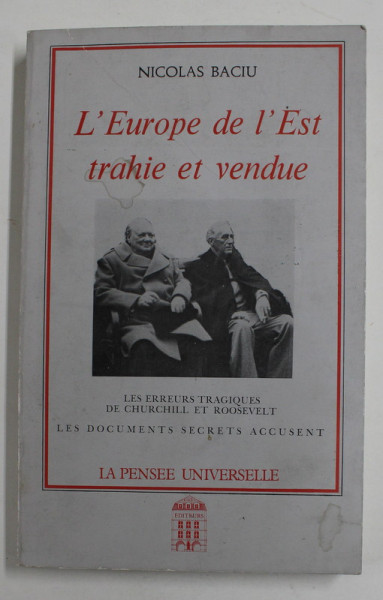 NICOLAS BACIU
L'Europe de l'Est
trahie et vendue
LES ERREURS TRAGIQUES
DE CHURCHILL ET ROOSEVELT
LES DOCUMENTS SECRETS ACCUSENT
LA PENSEE UNIVERSELLE
EDITEURS